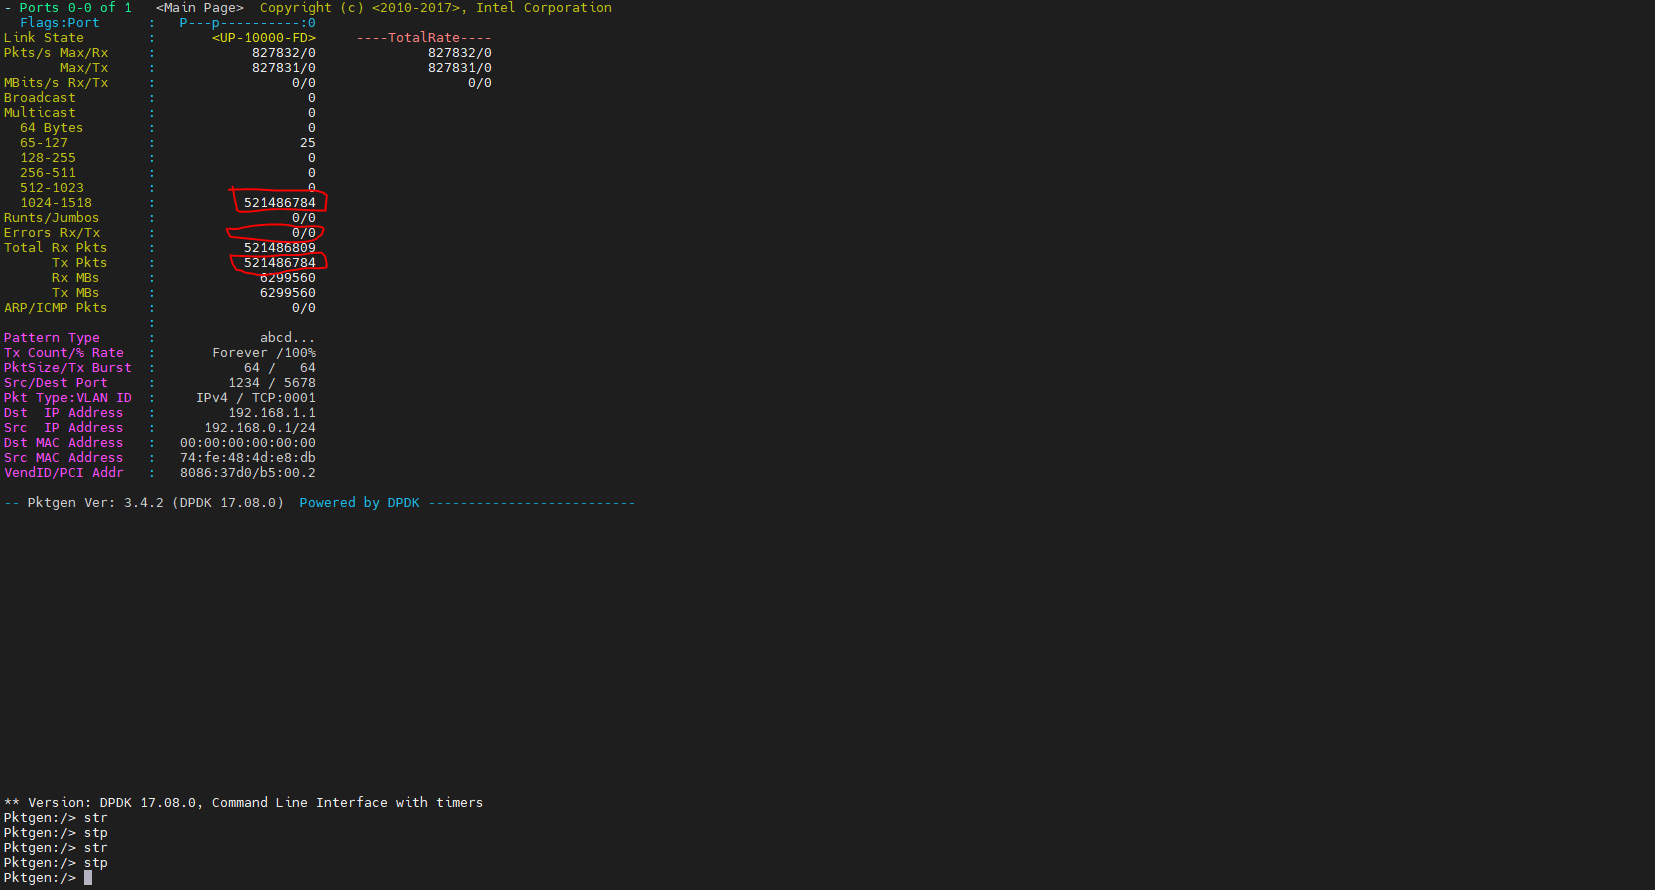 - Ports 0-0 of 1   <Main Page>  Copyright (c) <2010-2017>, Intel Corporation
  Flags:Port      :   P---p----------:0
Link State        :       <UP-10000-FD>     ----TotalRate----
Pkts/s Max/Rx     :            827832/0              827832/0
       Max/Tx     :            827831/0              827831/0
MBits/s Rx/Tx     :                 0/0                   0/0
Broadcast         :                   0
Multicast         :                   0
  64 Bytes        :                   0
  65-127          :                  25
  128-255         :                   0
  256-511         :                   0
  512-1023        :                   0
  1024-1518       :           521486784
Runts/Jumbos      :                 0/0
Errors Rx/Tx      :                 0/0
Total Rx Pkts     :           521486809
      Tx Pkts     :           521486784
      Rx MBs      :             6299560
      Tx MBs      :             6299560
ARP/ICMP Pkts     :                 0/0
                  :
Pattern Type      :             abcd...
Tx Count/% Rate   :       Forever /100%
PktSize/Tx Burst  :           64 /   64
Src/Dest Port     :         1234 / 5678
Pkt Type:VLAN ID  :     IPv4 / TCP:0001
Dst  IP Address   :         192.168.1.1
Src  IP Address   :      192.168.0.1/24
Dst MAC Address   :   00:00:00:00:00:00
Src MAC Address   :   74:fe:48:4d:e8:db
VendID/PCI Addr   :   8086:37d0/b5:00.2
-- Pktgen Ver: 3.4.2 (DPDK 17.08.0)  Powered by DPDK --------------------------
** Version: DPDK 17.08.0, Command Line Interface with timers
Pktgen:/> str
Pktgen:/> stp
Pktgen:/> str
Pktgen:/> stp
Pktgen:/>